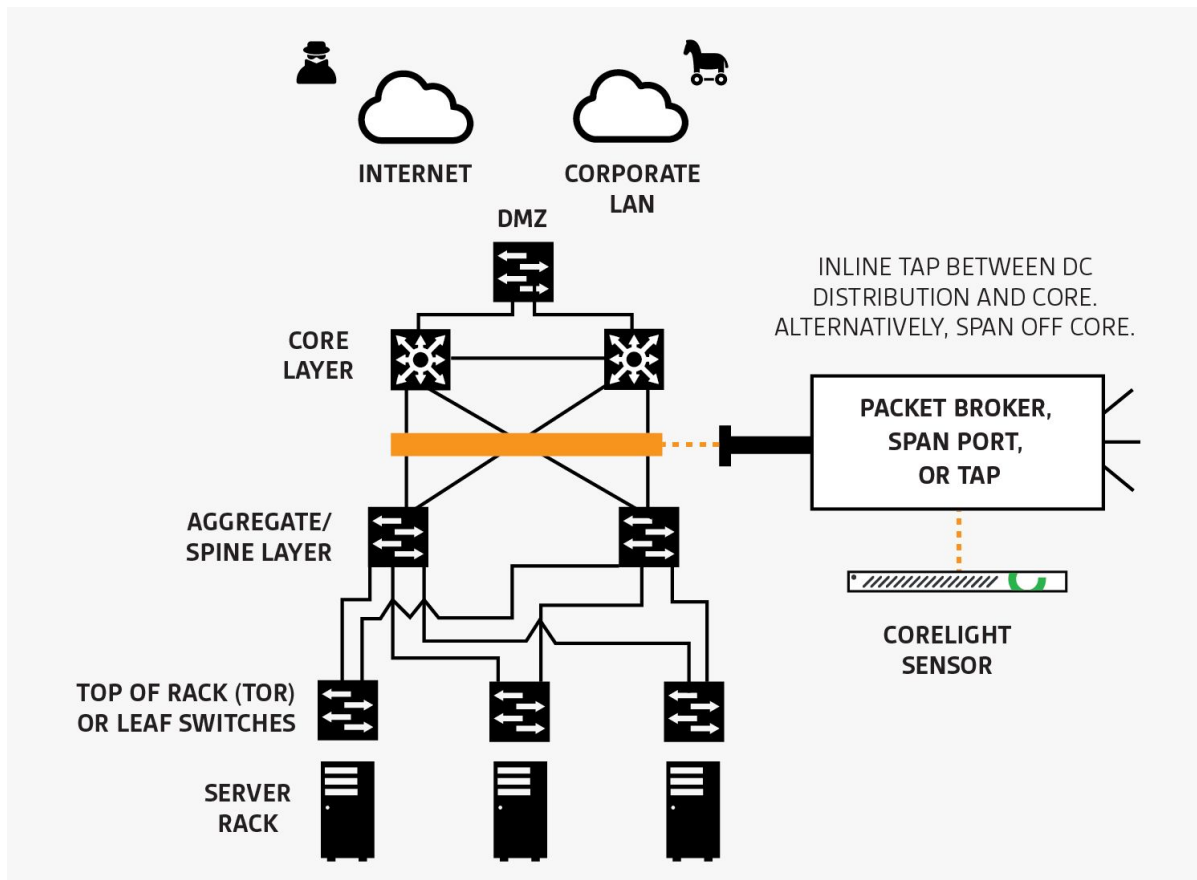 INTERNET
CORPORATE
LAN
DMZ
INLINE TAP BETWEEN DC
DISTRIBUTION AND CORE.
ALTERNATIVELY, SPAN OFF CORE.
CORE
LAYER
PACKET BROKER,
SPAN PORT,
OR TAP
AGGREGATE/
SPINE LAYER
CORELIGHT
SENSOR
TOP OF RACK (TOR)
OR LEAF SWITCHES
SERVER
RACK